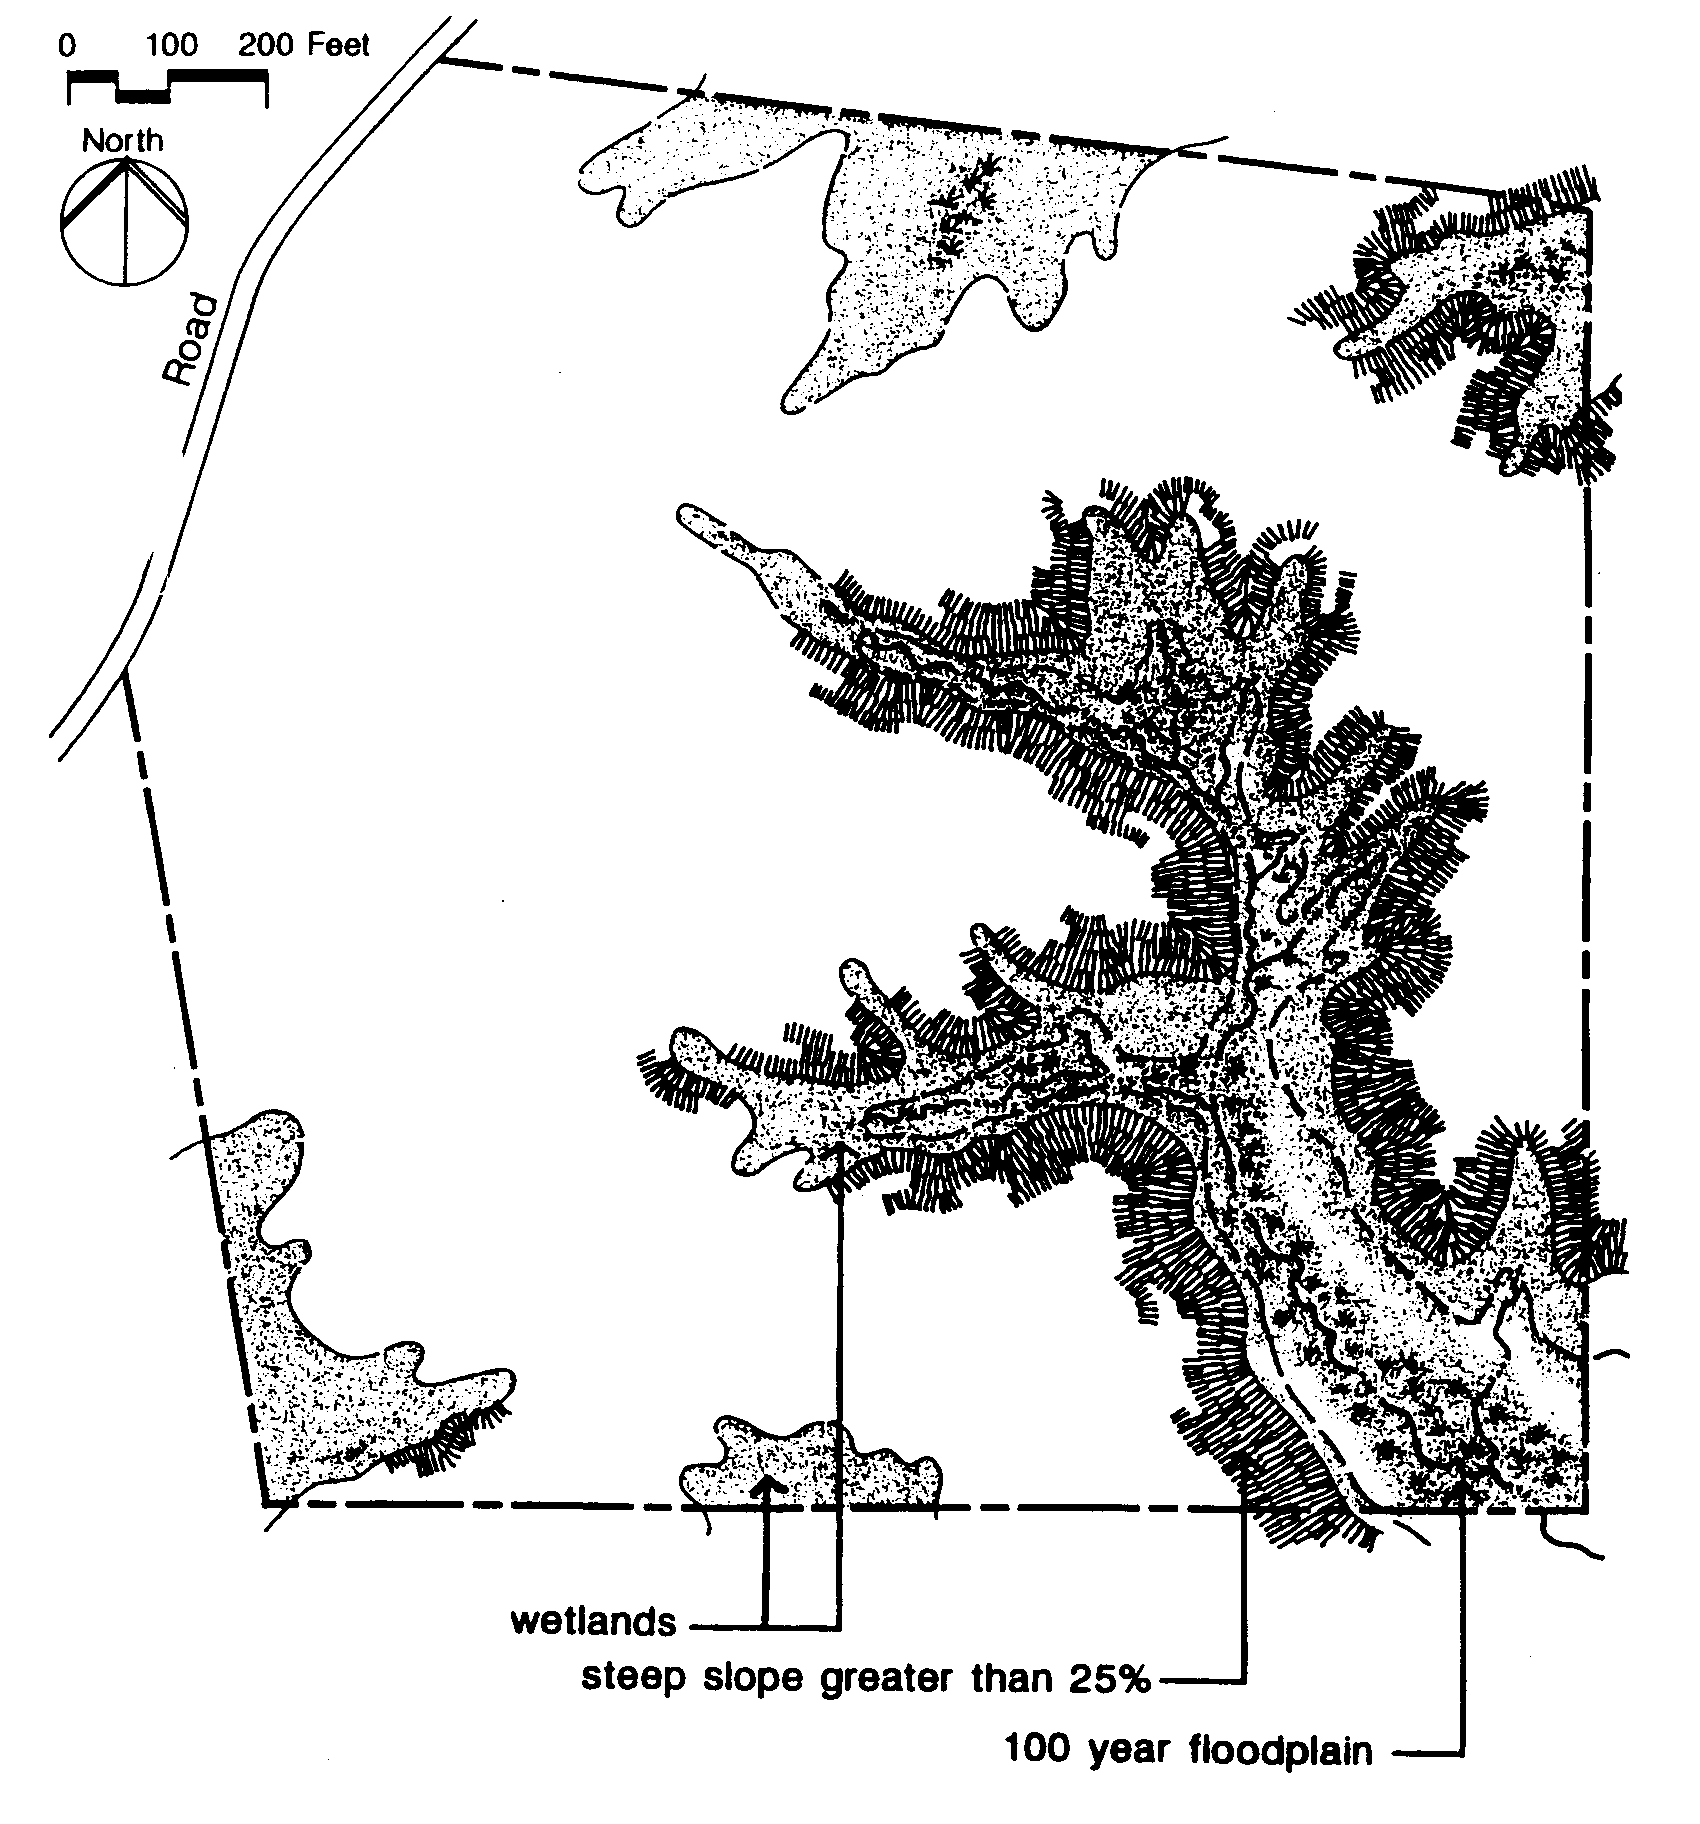 0 100 200 Feet
North
Road
wetlands
steep slope greater than 25%
100 year floodplain